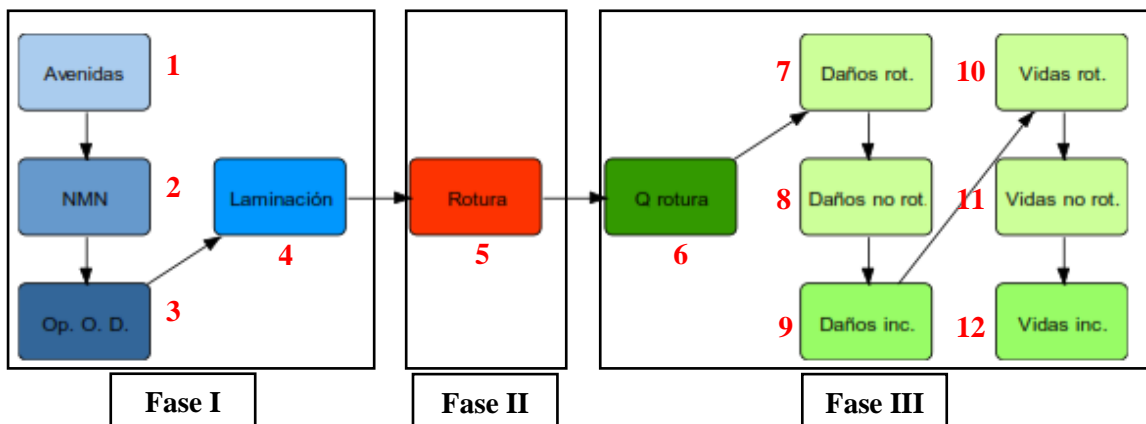 Avenidas
1
NMN
2
Op. O. D.
3
Laminación
4
Fase I
Rotura
5
Fase II
Q rotura
6
7
Daños rot.
8
Daños no rot.
9
Daños inc.
10
Vidas rot.
11
Vidas no rot.
12
Vidas inc.
Fase III